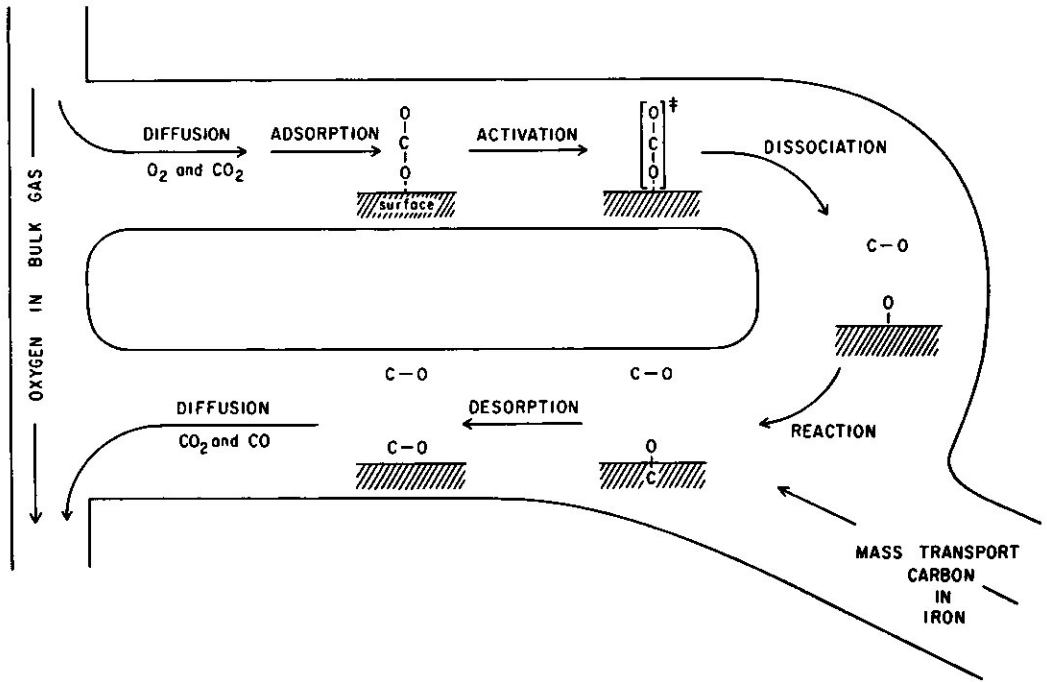 OXYGEN IN BULK GAS
DIFFUSION
O₂ and CO₂
ADSORPTION
O
C
O
surface
ACTIVATION
O
C
O
‡
DISSOCIATION
C–O
O
REACTION
C–O
O
C
DESORPTION
C–O
C–O
DIFFUSION
CO₂ and CO
MASS TRANSPORT
CARBON
IN
IRON